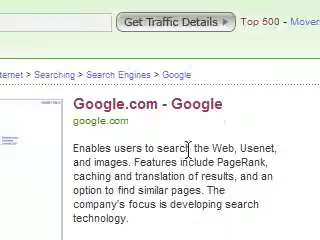 Get Traffic Details Top 500 - Mover
ternet > Searching > Search Engines > Google
Google.com - Google
google.com
Enables users to search the Web, Usenet,
and images. Features include PageRank,
caching and translation of results, and an
option to find similar pages. The
company's focus is developing search
technology.